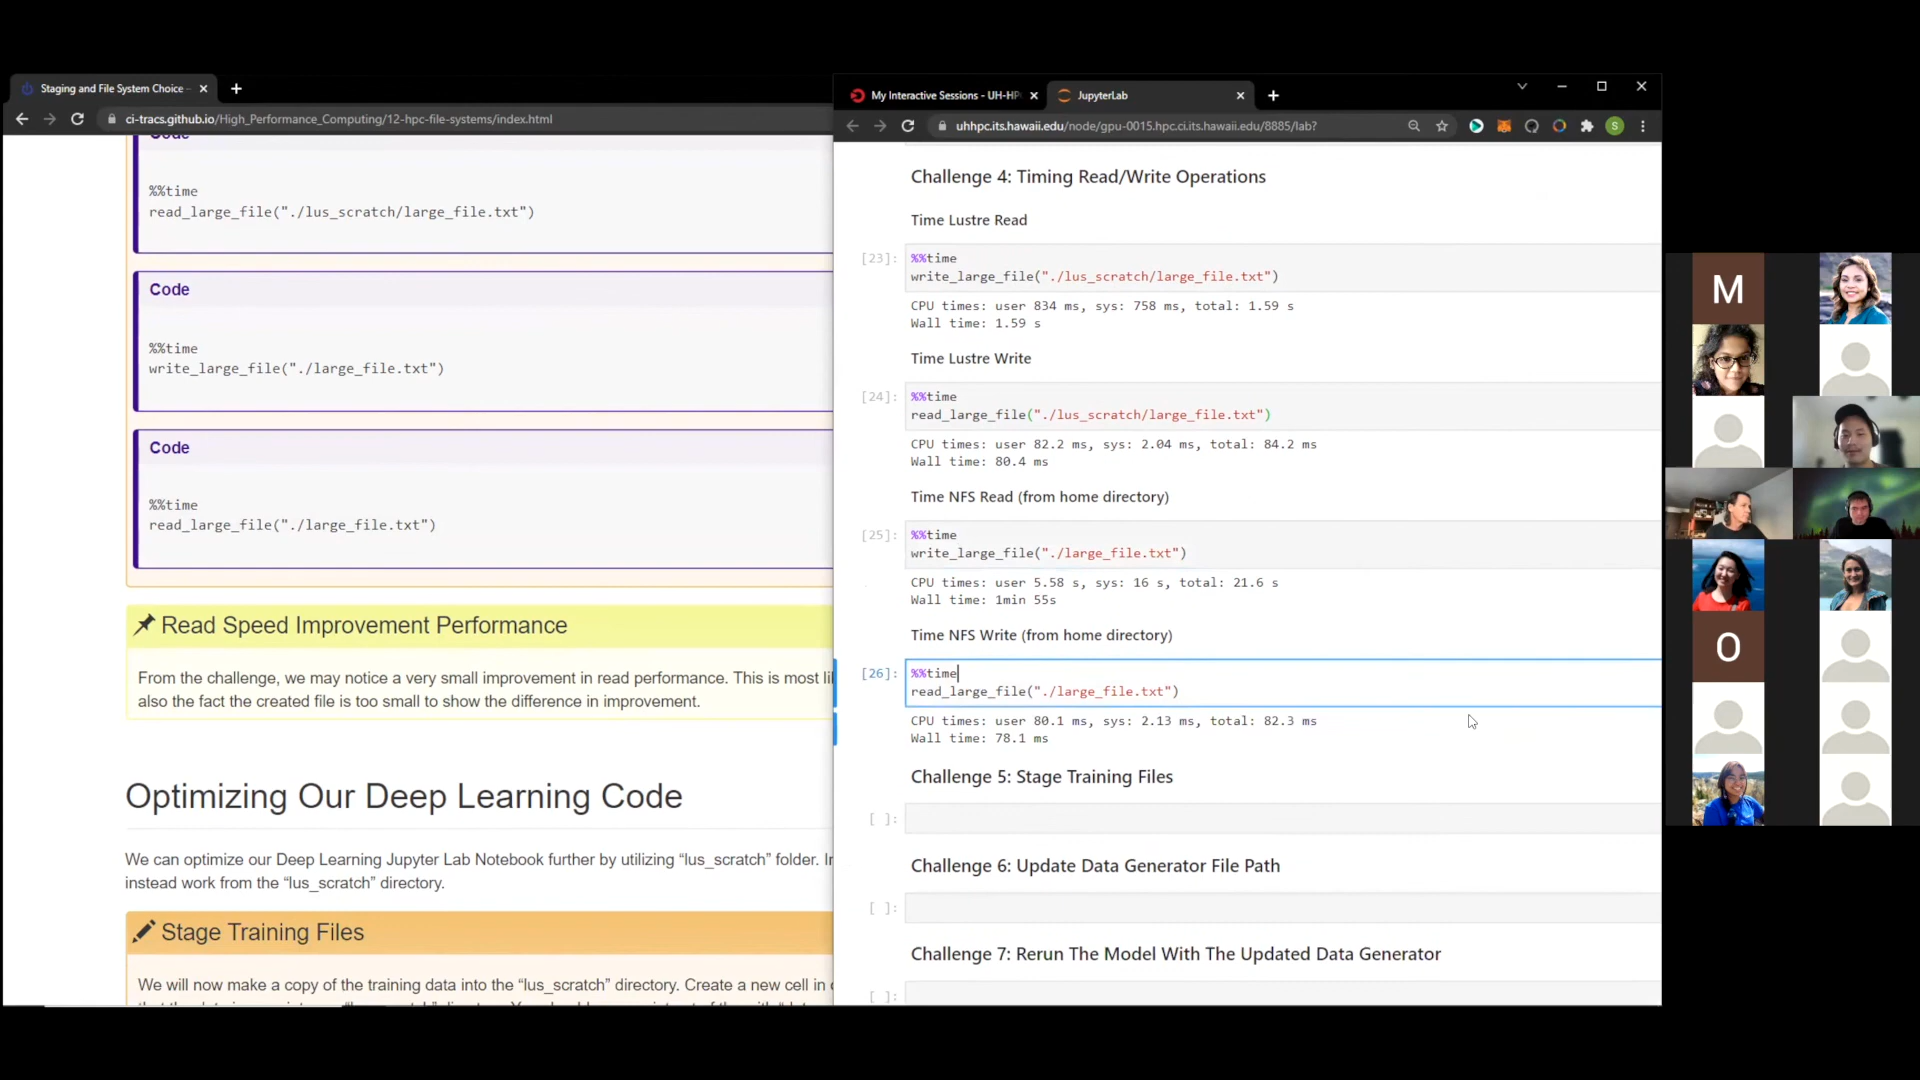 Staging and File System Choice –
ci-tracs.github.io/High_Performance_Computing/12-hpc-file-systems/index.html
Code
%%time
read_large_file("./lus_scratch/large_file.txt")
Code
%%time
write_large_file("./large_file.txt")
Code
%%time
read_large_file("./large_file.txt")
Read Speed Improvement Performance
From the challenge, we may notice a very small improvement in read performance. This is most
also the fact the created file is too small to show the difference in improvement.
Optimizing Our Deep Learning Code
We can optimize our Deep Learning Jupyter Lab Notebook further by utilizing “lus_scratch” folder.
instead work from the “lus_scratch” directory.
Stage Training Files
We will now make a copy of the training data into the “lus_scratch” directory. Create a new cell in
My Interactive Sessions - UH-HP
JupyterLab
uhhpc.its.hawaii.edu/node/gpu-0015.hpc.ci.its.hawaii.edu/8885/lab?
S
Challenge 4: Timing Read/Write Operations
Time Lustre Read
[23]: %%time
write_large_file("./lus_scratch/large_file.txt")
CPU times: user 834 ms, sys: 758 ms, total: 1.59 s
Wall time: 1.59 s
Time Lustre Write
[24]: %%time
read_large_file("./lus_scratch/large_file.txt")
CPU times: user 82.2 ms, sys: 2.04 ms, total: 84.2 ms
Wall time: 80.4 ms
Time NFS Read (from home directory)
[25]: %%time
write_large_file("./large_file.txt")
CPU times: user 5.58 s, sys: 16 s, total: 21.6 s
Wall time: 1min 55s
Time NFS Write (from home directory)
[26]: %%time
read_large_file("./large_file.txt")
CPU times: user 80.1 ms, sys: 2.13 ms, total: 82.3 ms
Wall time: 78.1 ms
Challenge 5: Stage Training Files
[ ]:
Challenge 6: Update Data Generator File Path
[ ]:
Challenge 7: Rerun The Model With The Updated Data Generator
[ ]:
M
O